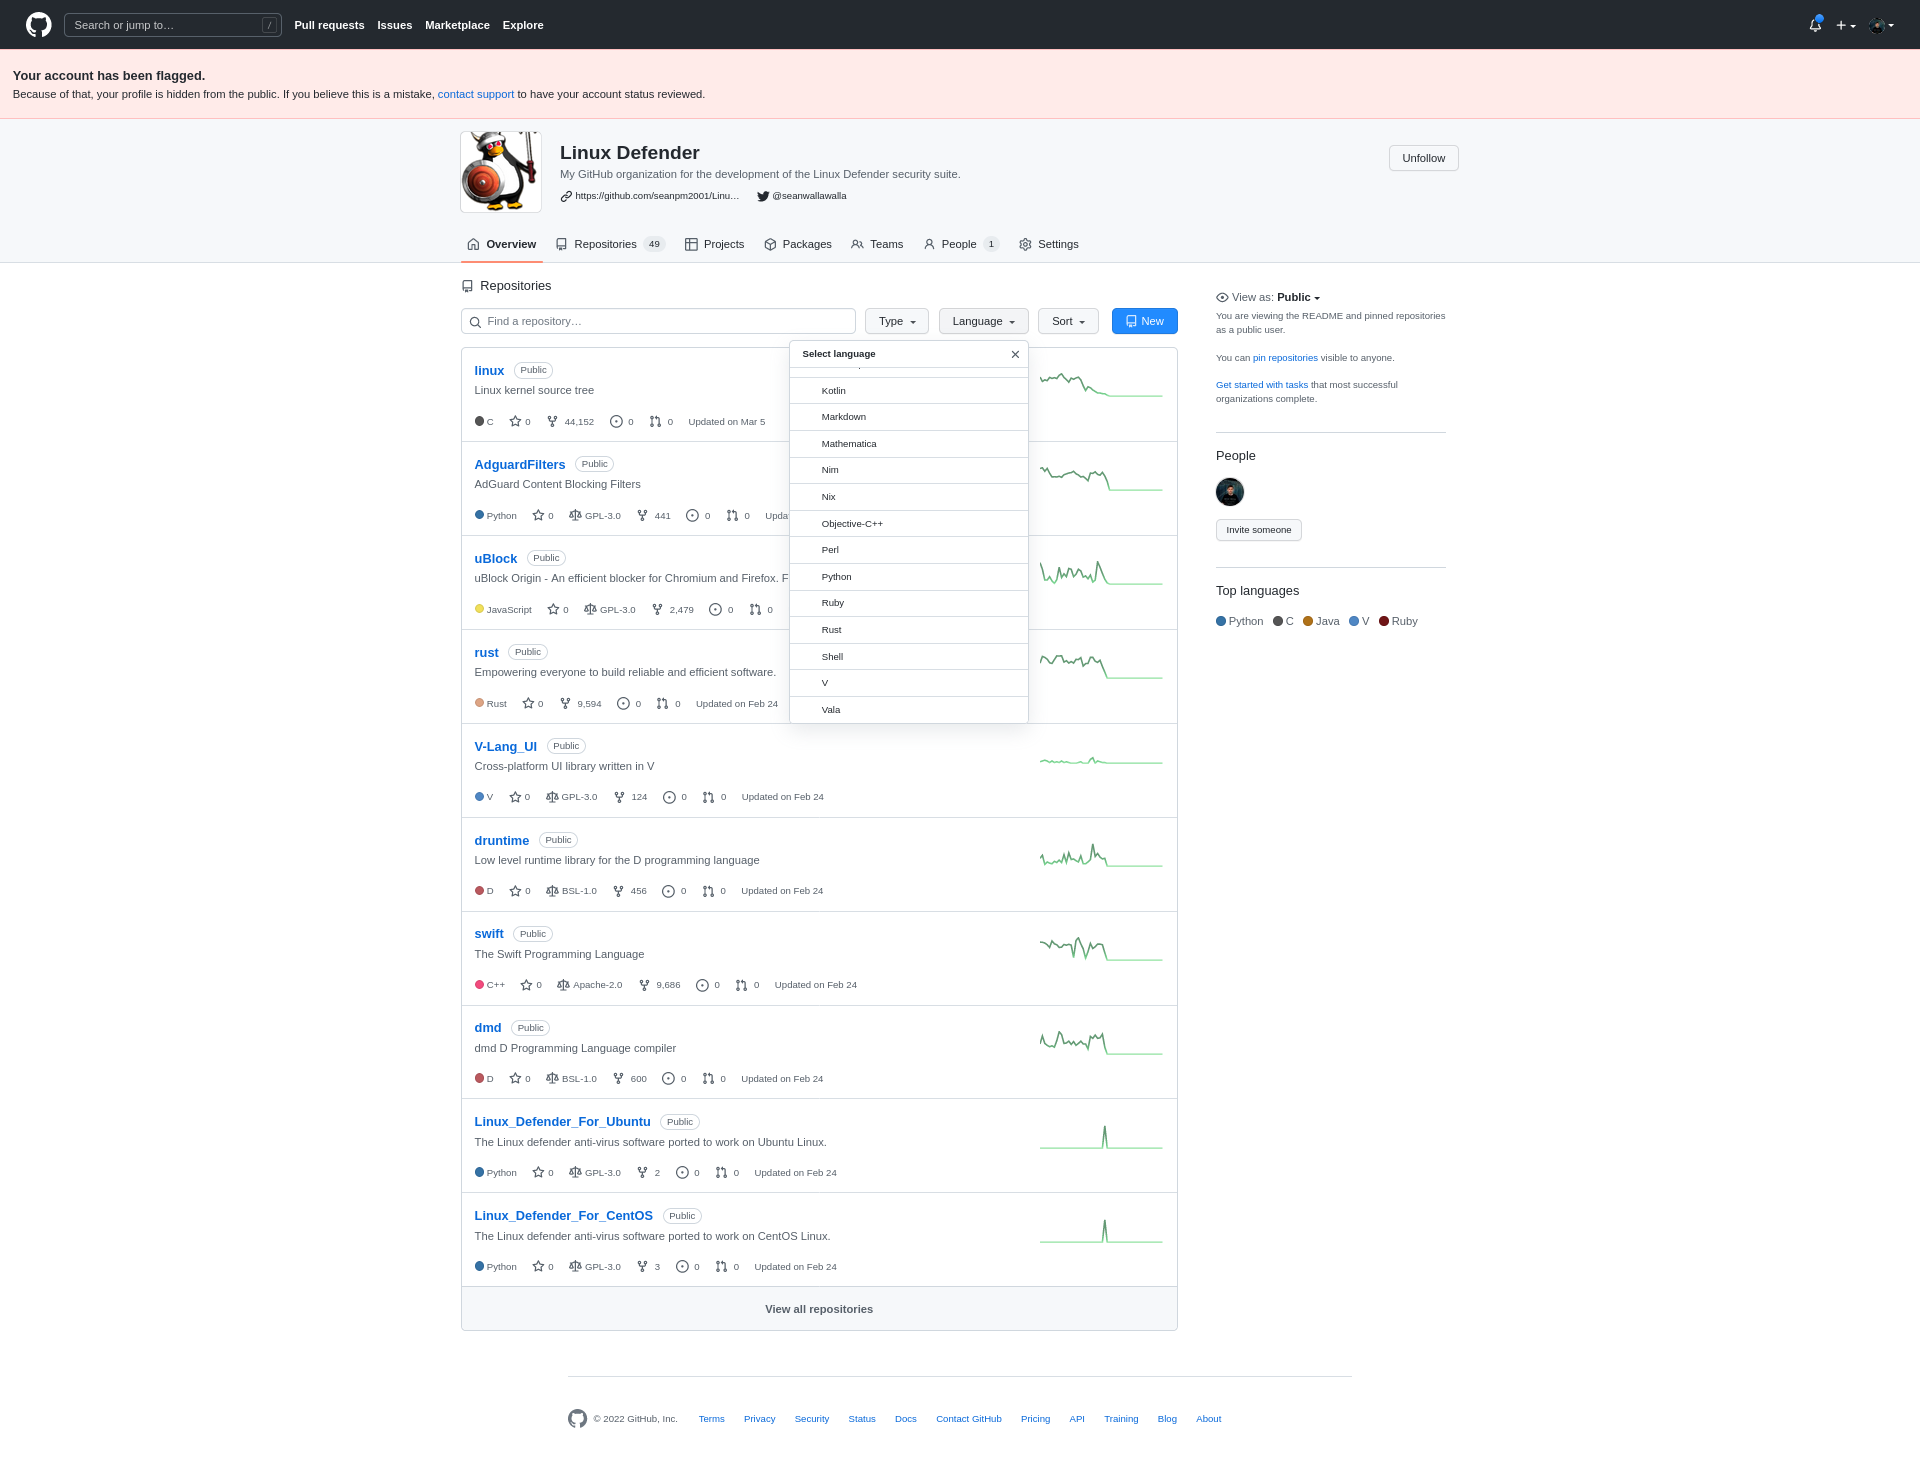 Search or jump to… /
Pull requests Issues Marketplace Explore
Your account has been flagged.
Because of that, your profile is hidden from the public. If you believe this is a mistake, contact support to have your account status reviewed.
Linux Defender
Unfollow
My GitHub organization for the development of the Linux Defender security suite.
https://github.com/seanpm2001/Linu… @seanwallawalla
Overview Repositories 49 Projects Packages Teams People 1 Settings
Repositories
Find a repository…
Type Language Sort New
Select language
Kotlin
Markdown
Mathematica
Nim
Nix
Objective-C++
Perl
Python
Ruby
Rust
Shell
V
Vala
linux Public
Linux kernel source tree
C 0 44,152 0 0 Updated on Mar 5
AdguardFilters Public
AdGuard Content Blocking Filters
Python 0 GPL-3.0 441 0 0
uBlock Public
uBlock Origin - An efficient blocker for Chromium and Firefox.
JavaScript 0 GPL-3.0 2,479 0 0
rust Public
Empowering everyone to build reliable and efficient software.
Rust 0 9,594 0 0 Updated on Feb 24
V-Lang_UI Public
Cross-platform UI library written in V
V 0 GPL-3.0 124 0 0 Updated on Feb 24
druntime Public
Low level runtime library for the D programming language
D 0 BSL-1.0 456 0 0 Updated on Feb 24
swift Public
The Swift Programming Language
C++ 0 Apache-2.0 9,686 0 0 Updated on Feb 24
dmd Public
dmd D Programming Language compiler
D 0 BSL-1.0 600 0 0 Updated on Feb 24
Linux_Defender_For_Ubuntu Public
The Linux defender anti-virus software ported to work on Ubuntu Linux.
Python 0 GPL-3.0 2 0 0 Updated on Feb 24
Linux_Defender_For_CentOS Public
The Linux defender anti-virus software ported to work on CentOS Linux.
Python 0 GPL-3.0 3 0 0 Updated on Feb 24
View all repositories
View as: Public
You are viewing the README and pinned repositories
as a public user.
You can pin repositories visible to anyone.
Get started with tasks that most successful
organizations complete.
People
Invite someone
Top languages
Python C Java V Ruby
© 2022 GitHub, Inc. Terms Privacy Security Status Docs Contact GitHub Pricing API Training Blog About